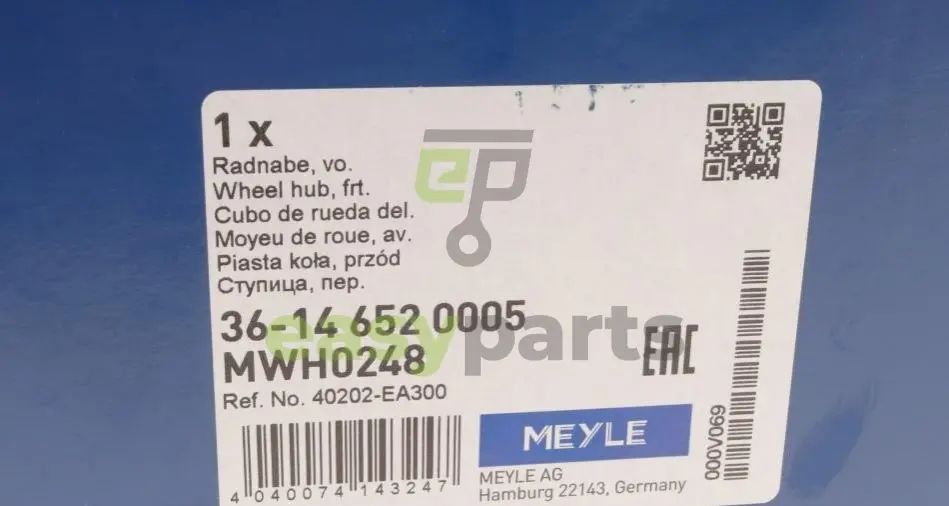 1 x
Radnabe, vo.
Wheel hub, frt.
Cubo de rueda del.
Moyeu de roue, av.
Piasta koła, przód
Ступица, пер.
36-14 652 0005
MWH0248
Ref. No. 40202-EA300
4 040074 143247
MEYLE
MEYLE AG
Hamburg 22143, Germany
EAC
000V069
ep
easyparts